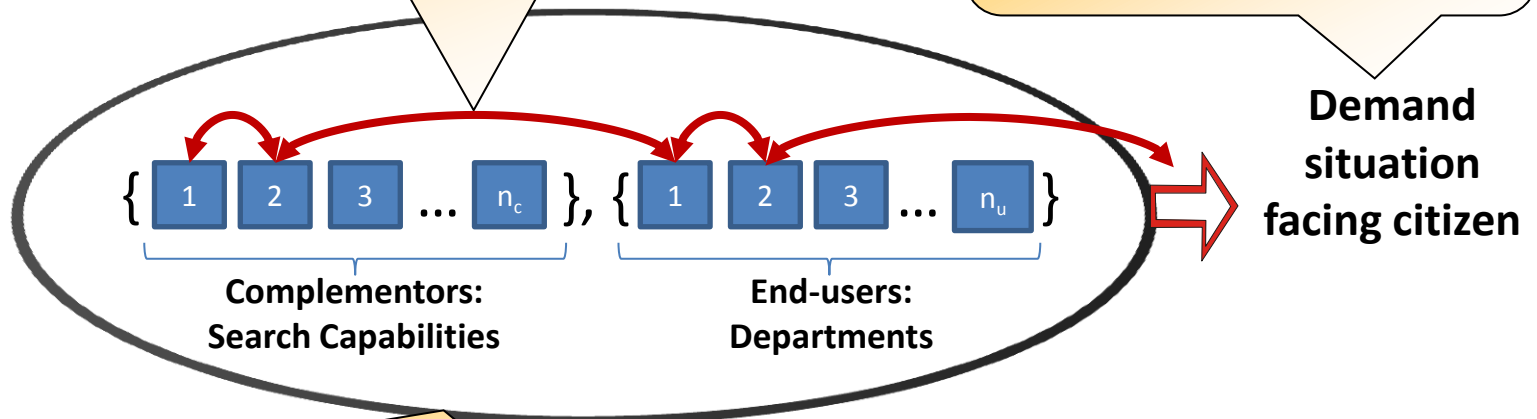 Demand
situation
facing citizen
{ 1 2 3 ... n_c }, { 1 2 3 ... n_u }
Complementors:
Search Capabilities
End-users:
Departments